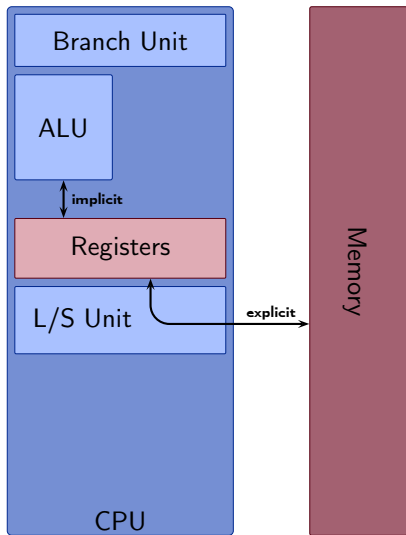 Branch Unit
ALU
implicit
Registers
L/S Unit
explicit
Memory
CPU